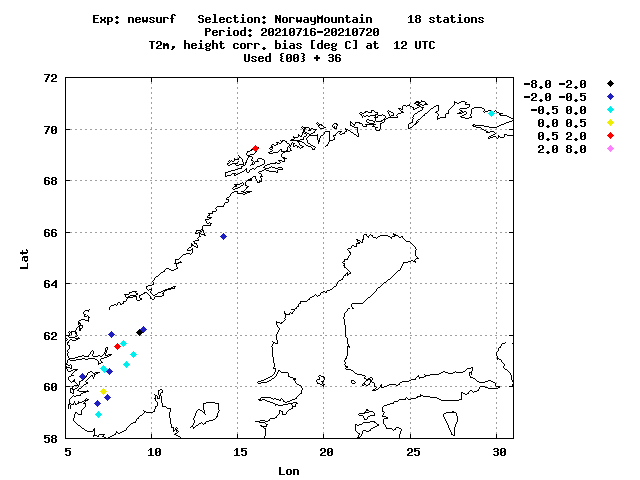 Exp: newsurf   Selection: NorwayMountain     18 stations
Period: 20210716-20210720
T2m, height corr. bias [deg C] at  12 UTC
Used {00} + 36
-8.0 -2.0
-2.0 -0.5
-0.5 0.0
0.0 0.5
0.5 2.0
2.0 8.0
72
70
68
66
64
62
60
58
Lat
5 10 15 20 25 30
Lon